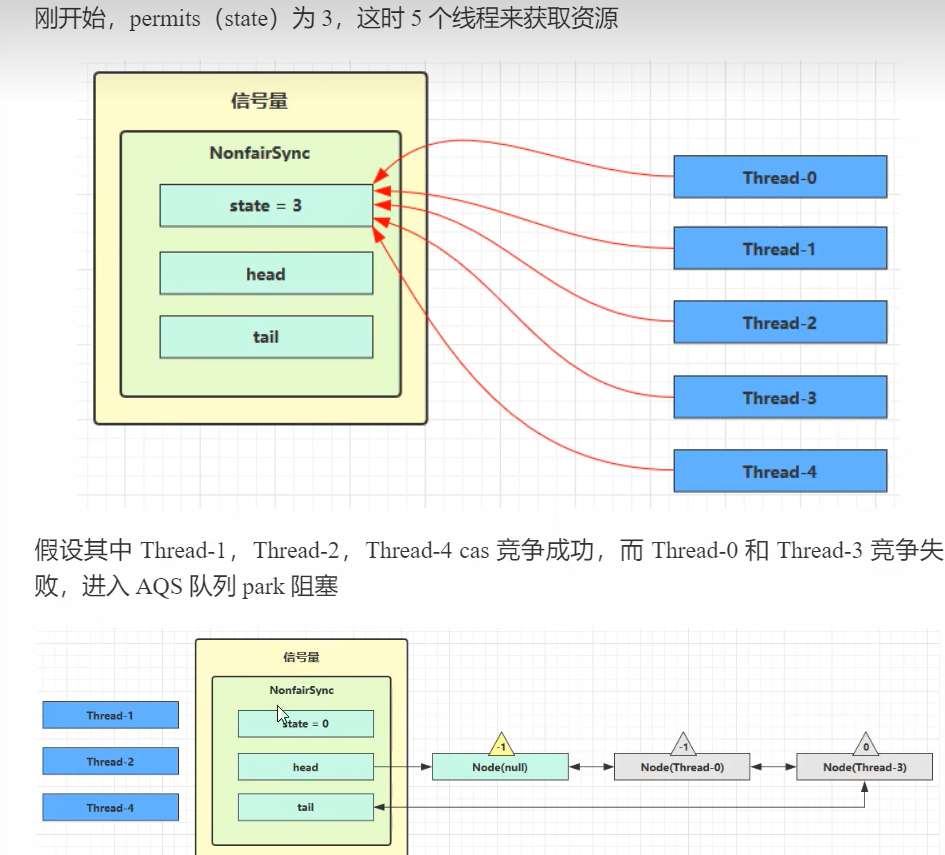 刚开始，permits（state）为 3，这时 5 个线程来获取资源
信号量
NonfairSync
state = 3
head
tail
Thread-0
Thread-1
Thread-2
Thread-3
Thread-4
假设其中 Thread-1，Thread-2，Thread-4 cas 竞争成功，而 Thread-0 和 Thread-3 竞争失
败，进入 AQS 队列 park 阻塞
Thread-1
Thread-2
Thread-4
信号量
NonfairSync
state = 0
head
tail
-1
Node(null)
-1
Node(Thread-0)
0
Node(Thread-3)